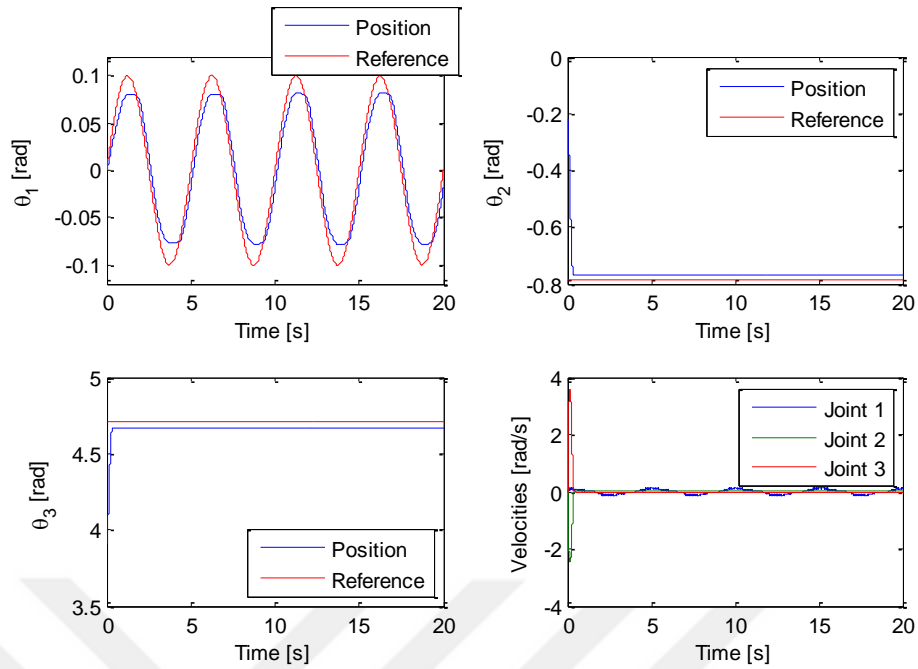 Position
Reference
0.1
0.05
0
-0.05
-0.1
θ1 [rad]
0 5 10 15 20
Time [s]
Position
Reference
0
-0.2
-0.4
-0.6
-0.8
θ2 [rad]
0 5 10 15 20
Time [s]
5
4.5
4
3.5
θ3 [rad]
Position
Reference
0 5 10 15 20
Time [s]
4
2
0
-2
-4
Velocities [rad/s]
Joint 1
Joint 2
Joint 3
0 5 10 15 20
Time [s]